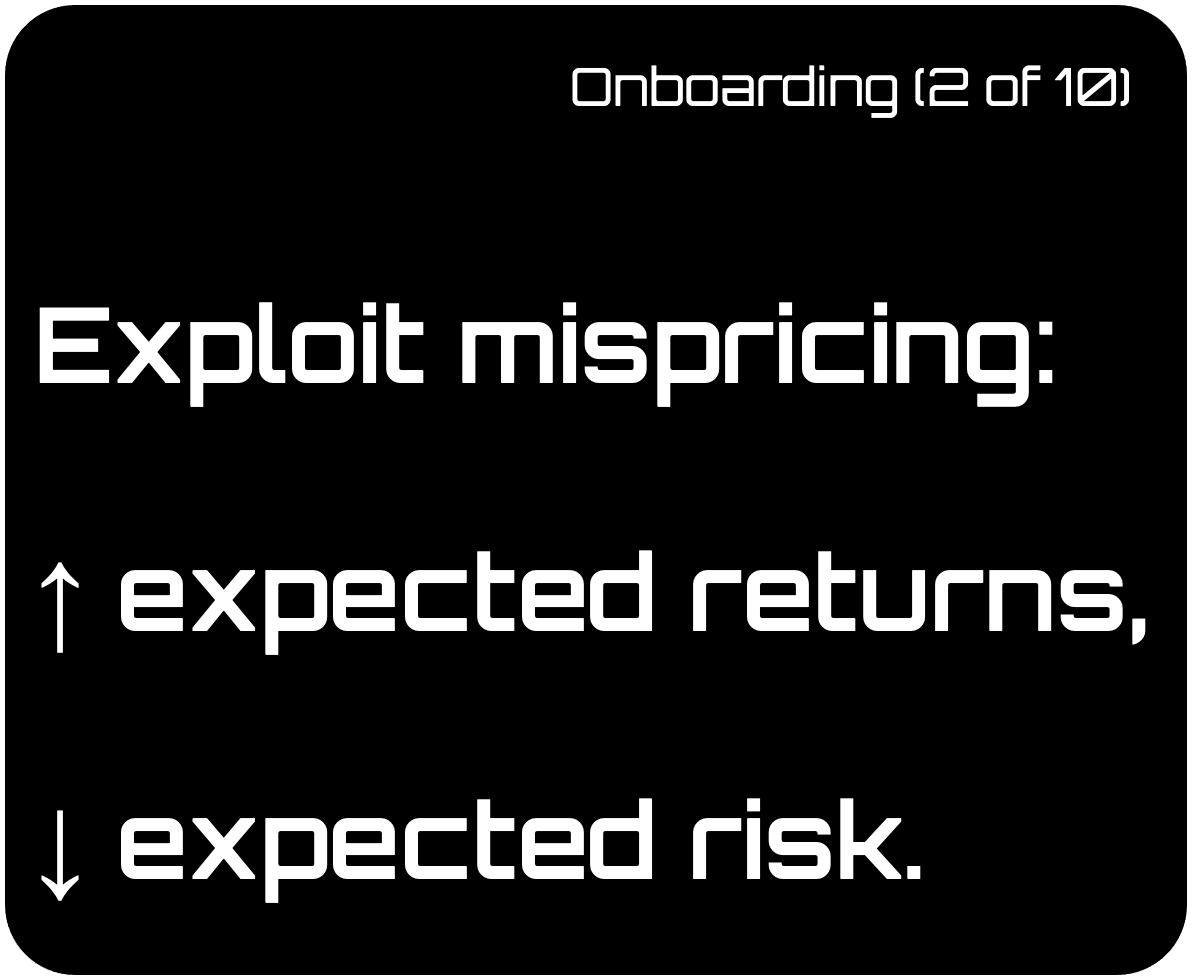 Onboarding (2 of 10)
Exploit mispricing:
↑ expected returns,
↓ expected risk.